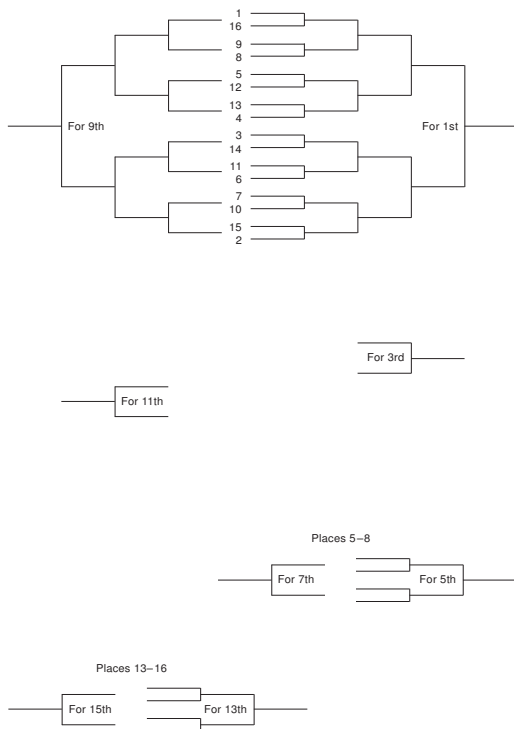 1
16
9
8
5
12
13
4
For 9th
For 1st
3
14
11
6
7
10
15
2
For 3rd
For 11th
Places 5–8
For 7th
For 5th
Places 13–16
For 15th
For 13th